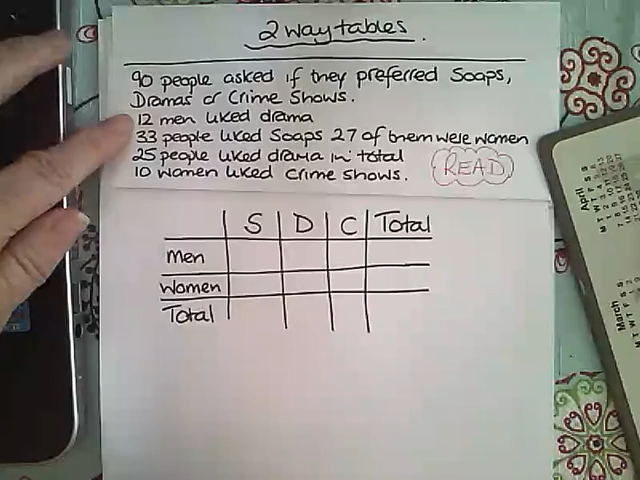 2 way tables.
90 people asked if they preferred Soaps,
Dramas or Crime Shows.
12 men liked drama
33 people liked Soaps 27 of them were women
25 people liked drama in total
10 women liked Crime Shows.
READ
S D C Total
Men
Women
Total
April
March